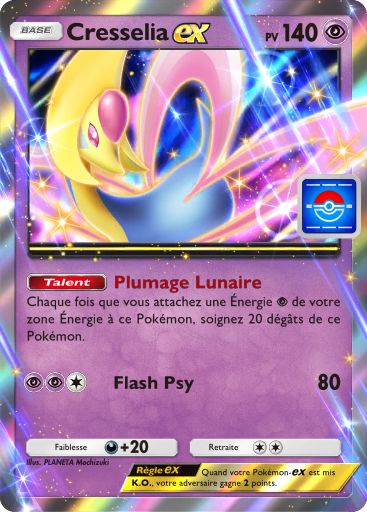 BASE Cresselia ex PV 140
Talent Plumage Lunaire
Chaque fois que vous attachez une Énergie de votre
zone Énergie à ce Pokémon, soignez 20 dégâts de ce
Pokémon.
Flash Psy 80
Faiblesse +20 Retraite
Illus. PLANETA Mochizuki
Règle ex Quand votre Pokémon-ex est mis
K.O., votre adversaire gagne 2 points.